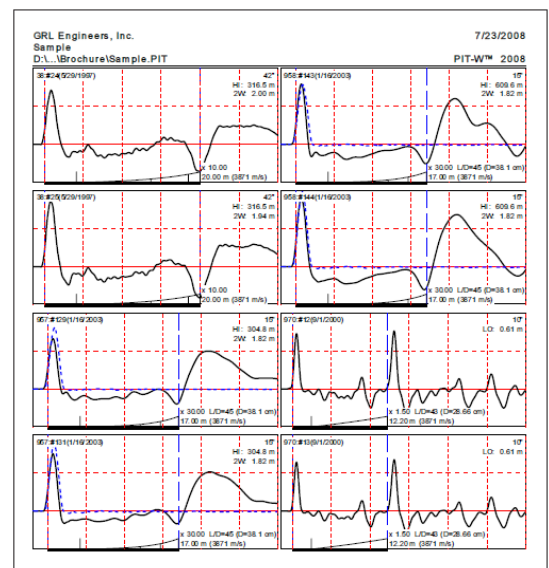 GRL Engineers, Inc. 7/23/2008
Sample
D:\...\Brochure\Sample.PIT PIT-W™ 2008
38:#24(5/29/1997) 42"
HI: 316.5 m
2W: 2.00 m
x 10.00
20.00 m (3871 m/s)
958:#143(1/16/2003) 15"
HI: 609.6 m
2W: 1.82 m
x 30.00 L/D=45 (D=38.1 cm)
17.00 m (3871 m/s)
38:#25(5/29/1997) 42"
HI: 316.5 m
2W: 1.94 m
x 10.00
20.00 m (3871 m/s)
958:#144(1/16/2003) 15"
HI: 609.6 m
2W: 1.82 m
x 30.00 L/D=45 (D=38.1 cm)
17.00 m (3871 m/s)
957:#129(1/16/2003) 15"
HI: 304.8 m
2W: 1.82 m
x 30.00 L/D=45 (D=38.1 cm)
17.00 m (3871 m/s)
970:#12(9/1/2000) 10"
LO: 0.61 m
x 1.50 L/D=43 (D=28.66 cm)
12.20 m (3871 m/s)
957:#131(1/16/2003) 15"
HI: 304.8 m
2W: 1.82 m
x 30.00 L/D=45 (D=38.1 cm)
17.00 m (3871 m/s)
970:#13(9/1/2000) 10"
LO: 0.61 m
x 1.50 L/D=43 (D=28.66 cm)
12.20 m (3871 m/s)